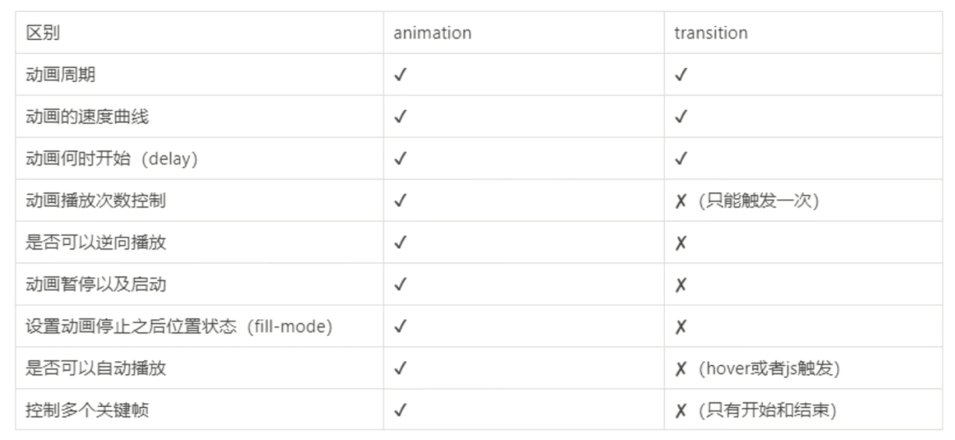 区别 animation transition
动画周期 ✓ ✓
动画的速度曲线 ✓ ✓
动画何时开始（delay） ✓ ✓
动画播放次数控制 ✓ ✗（只能触发一次）
是否可以逆向播放 ✓ ✗
动画暂停以及启动 ✓ ✗
设置动画停止之后位置状态（fill-mode） ✓ ✗
是否可以自动播放 ✓ ✗（hover或者js触发）
控制多个关键帧 ✓ ✗（只有开始和结束）